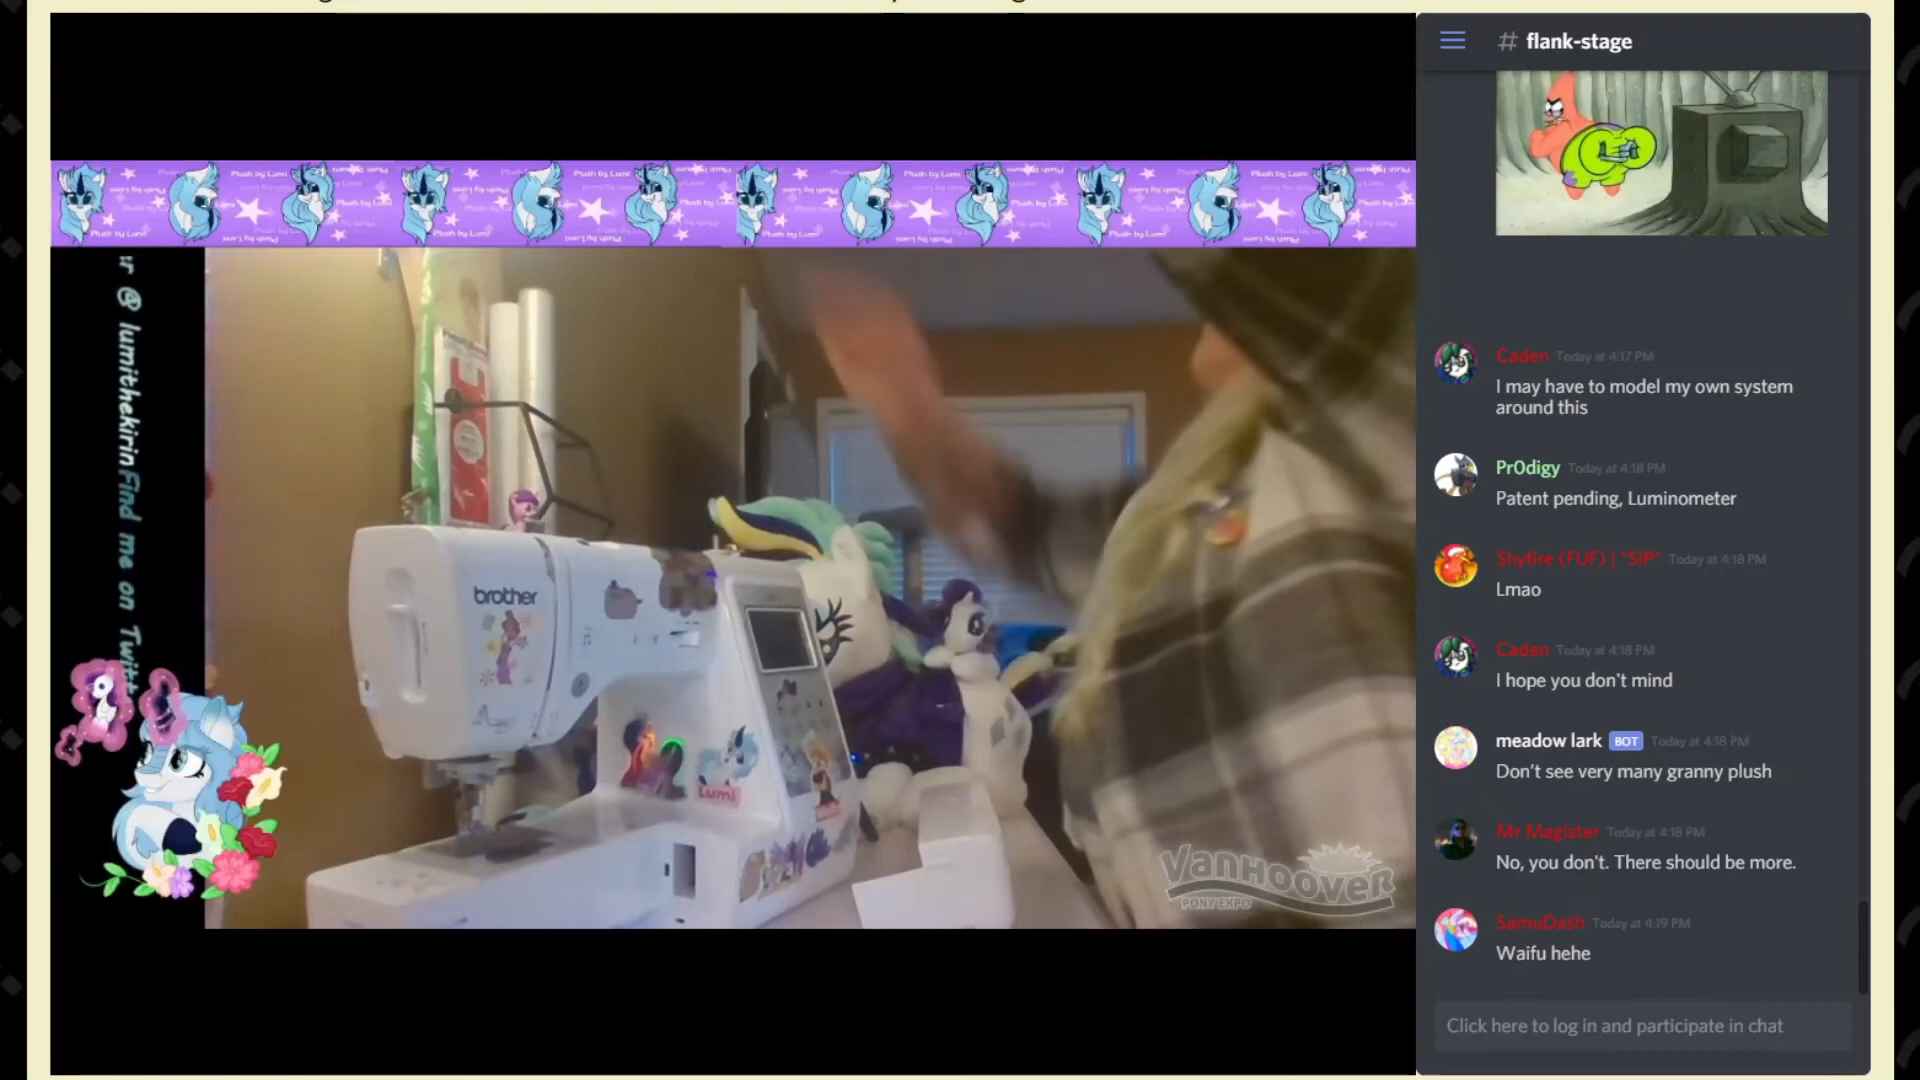 # flank-stage
Plush by Lumi
r @ lumithekirin Find me on Twitt
brother
Lumi
VANHOOVER
PONY EXPO
Caden Today at 4:17 PM
I may have to model my own system
around this
Pr0digy Today at 4:18 PM
Patent pending, Luminometer
Shyfire (FUF) | *SIP* Today at 4:18 PM
Lmao
Caden Today at 4:18 PM
I hope you don't mind
meadow lark BOT Today at 4:18 PM
Don't see very many granny plush
Mr Magister Today at 4:18 PM
No, you don't. There should be more.
SamuDash Today at 4:19 PM
Waifu hehe
Click here to log in and participate in chat